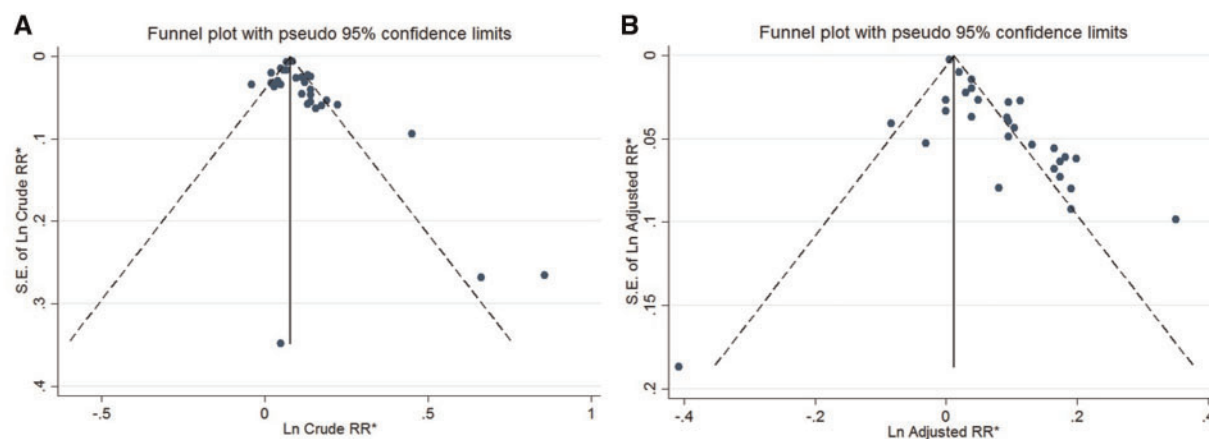 A
Funnel plot with pseudo 95% confidence limits
S.E. of Ln Crude RR*
0
.1
.2
.3
.4
-.5
0
.5
1
Ln Crude RR*
B
Funnel plot with pseudo 95% confidence limits
S.E. of Ln Adjusted RR*
0
.05
.1
.15
.2
-.4
-.2
0
.2
.4
Ln Adjusted RR*